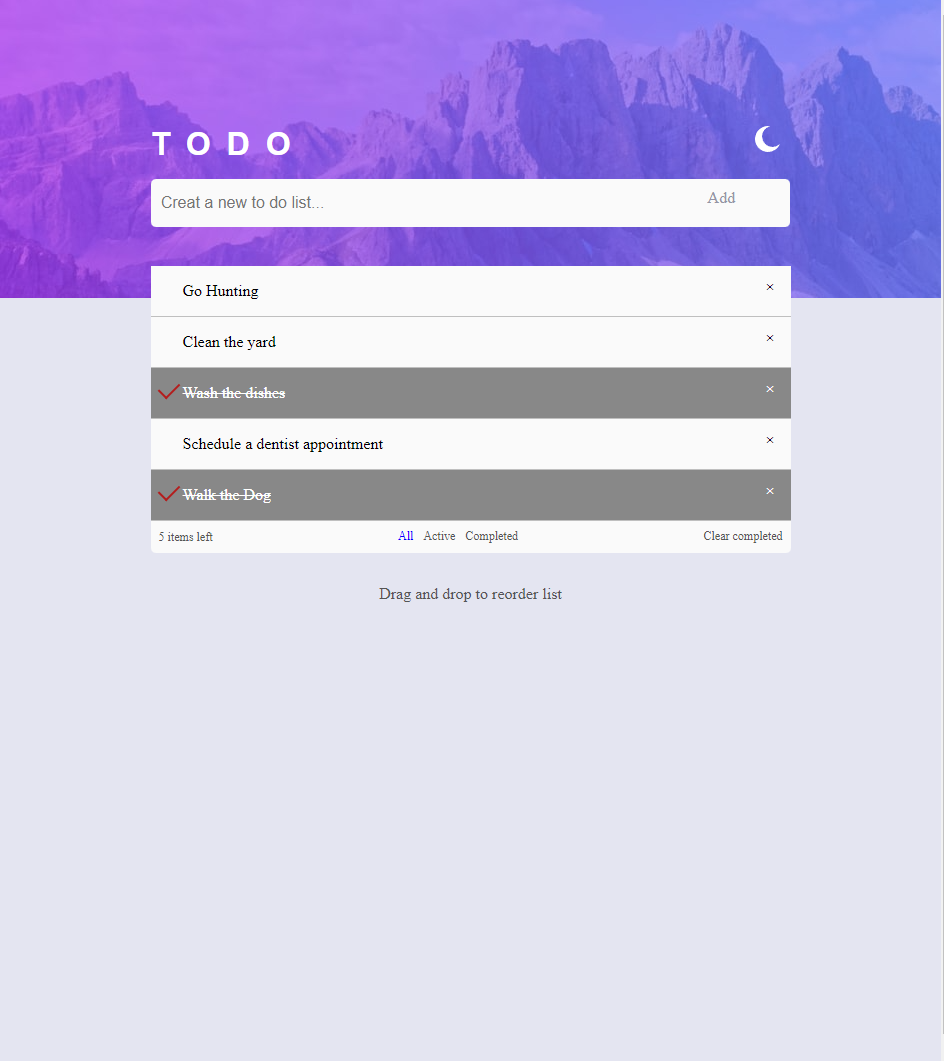 TODO
Creat a new to do list...
Add
Go Hunting ×
Clean the yard ×
Wash the dishes ×
Schedule a dentist appointment ×
Walk the Dog ×
5 items left All Active Completed Clear completed
Drag and drop to reorder list